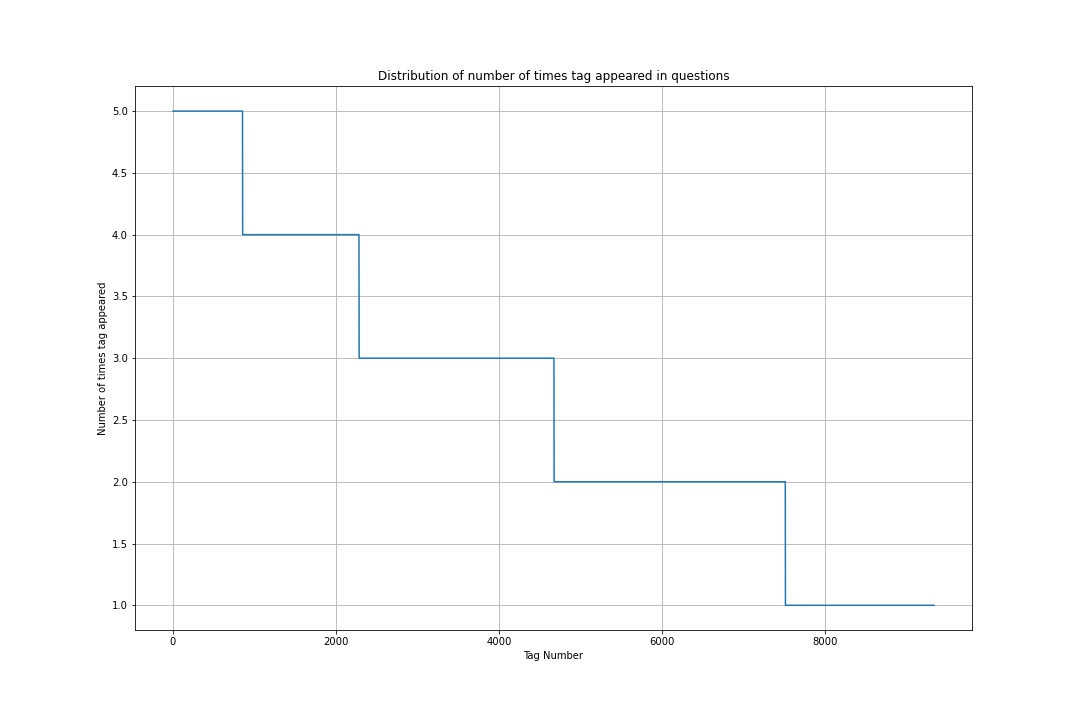 Distribution of number of times tag appeared in questions
Number of times tag appeared
5.0
4.5
4.0
3.5
3.0
2.5
2.0
1.5
1.0
0 2000 4000 6000 8000
Tag Number